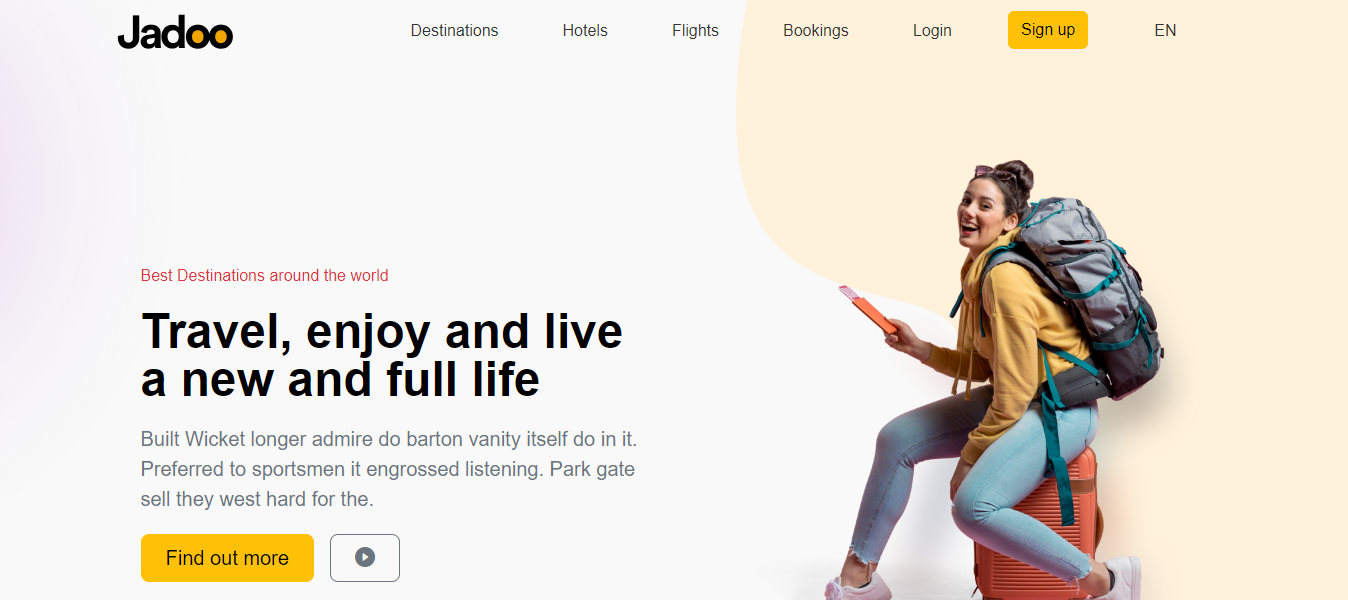 Jadoo
Destinations
Hotels
Flights
Bookings
Login
Sign up
EN
Best Destinations around the world
Travel, enjoy and live
a new and full life
Built Wicket longer admire do barton vanity itself do in it.
Preferred to sportsmen it engrossed listening. Park gate
sell they west hard for the.
Find out more